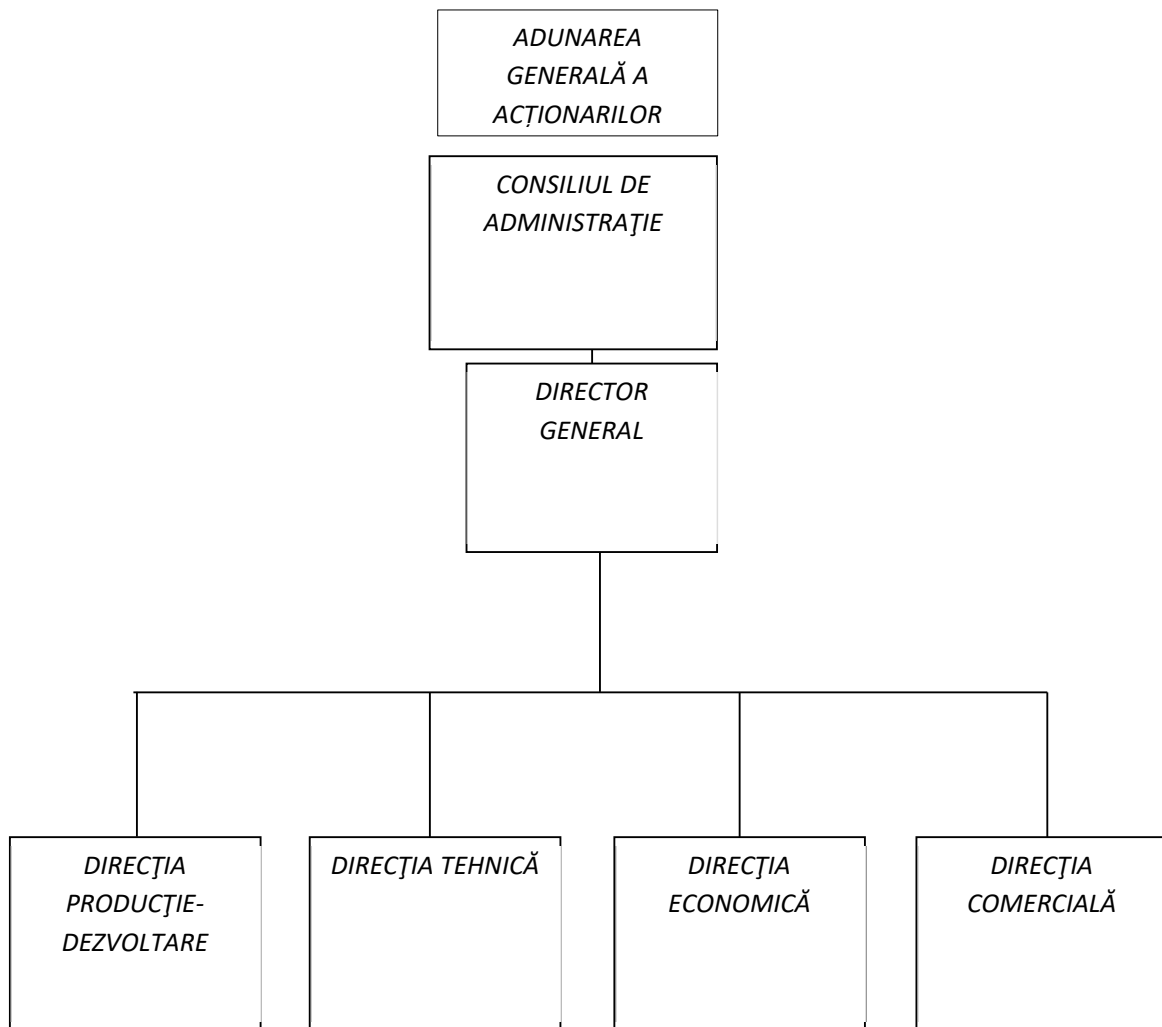 ADUNAREA
GENERALĂ A
ACȚIONARILOR
CONSILIUL DE
ADMINISTRAŢIE
DIRECTOR
GENERAL
DIRECŢIA
PRODUCŢIE-
DEZVOLTARE
DIRECŢIA TEHNICĂ
DIRECŢIA
ECONOMICĂ
DIRECŢIA
COMERCIALĂ